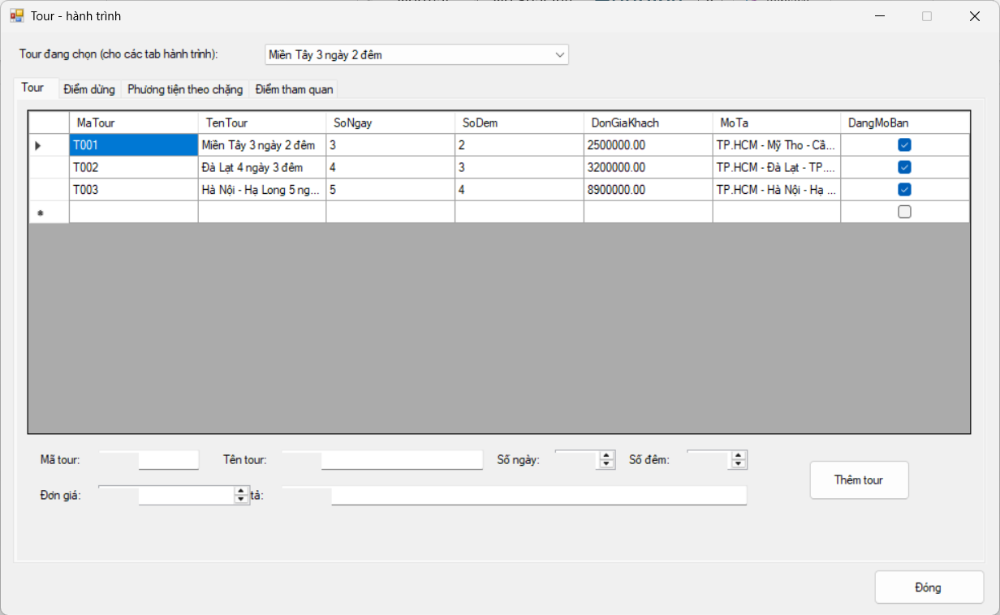 Tour - hành trình
Tour đang chọn (cho các tab hành trình):
Miền Tây 3 ngày 2 đêm
Tour Điểm dừng Phương tiện theo chặng Điểm tham quan
MaTour TenTour SoNgay SoDem DonGiaKhach MoTa DangMoBan
T001 Miền Tây 3 ngày 2 đêm 3 2 2500000.00 TP.HCM - Mỹ Tho - Cầ...
T002 Đà Lạt 4 ngày 3 đêm 4 3 3200000.00 TP.HCM - Đà Lạt - TP....
T003 Hà Nội - Hạ Long 5 ng... 5 4 8900000.00 TP.HCM - Hà Nội - Hạ ...
Mã tour: Tên tour: Số ngày: Số đêm:
Thêm tour
Đơn giá: tả:
Đóng